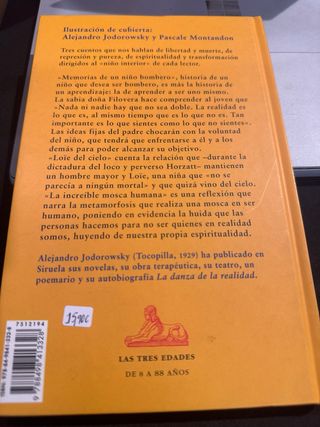 Ilustración de cubierta:
Alejandro Jodorowsky y Pascale Montandon
Tres cuentos que nos hablan de libertad y muerte, de
represión y pureza, de espiritualidad y transformación
dirigidos al «niño interior» de cada lector.
«Memorias de un niño bombero», historia de un
niño que desea ser bombero, es más la historia de
un aprendizaje: la de aprender a ser uno mismo.
La sabia doña Filovera hace comprender al joven que
«Nada ni nadie hay que no sea doble. La realidad es
lo que es, al mismo tiempo que es lo que no es. Tan
importante es lo que sientes como lo que no sientes».
Las ideas fijas del padre chocarán con la voluntad
del niño, que tendrá que enfrentarse a él y a los
demás para poder alcanzar su objetivo.
«Loïe del cielo» cuenta la relación que –durante la
dictadura del loco y perverso Horzatt– mantienen
un hombre mayor y Loïe, una niña que «no se
parecía a ningún mortal» y que quizá vino del cielo.
«La increíble mosca humana» es una reflexión que
narra la metamorfosis que realiza una mosca en ser
humano, poniendo en evidencia la huida que las
personas hacemos para no ser quienes en realidad
somos, huyendo de nuestra propia espiritualidad.
Alejandro Jodorowsky (Tocopilla, 1929) ha publicado en
Siruela sus novelas, su obra terapéutica, su teatro, un
poemario y su autobiografía La danza de la realidad.
7512194
9 788498 413328
15,90€
LAS TRES EDADES
DE 8 A 88 AÑOS